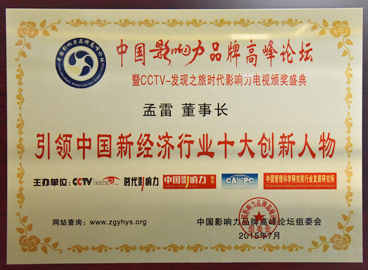 中国影响力品牌高峰论坛
暨CCTV-发现之旅时代影响力电视颁奖盛典
孟雷 董事长
引领中国新经济行业十大创新人物
主办单位: CCTV 时代影响力 中国影响力 中国管理科学研究院行业发展研究所
网站查询: www.zgyhys.org
中国影响力品牌高峰论坛组委会
2015年7月